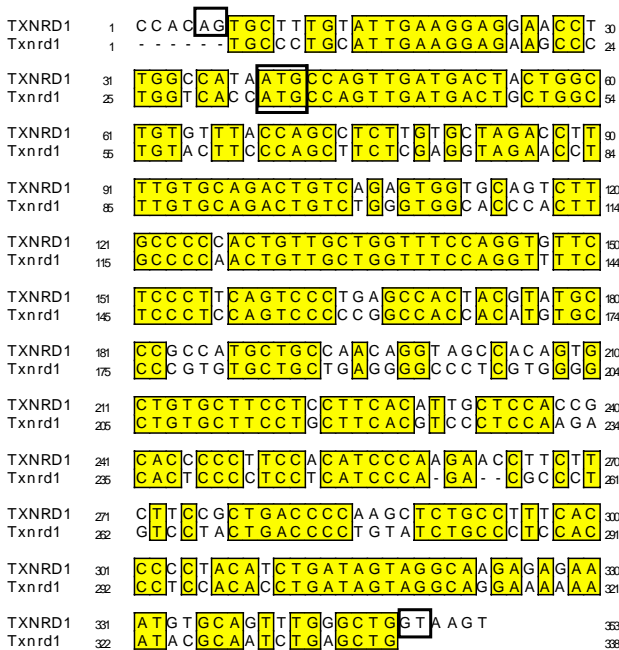 TXNRD1 1 CCACAGTGCTTTGTATTGAAGGAGGAACCT 30
Txnrd1 1 ------TGCCCTGCATTGAAGGAGAAGCCC 24
TXNRD1 31 TGGCCATAATGCCAGTTGATGACTACTGGC 60
Txnrd1 25 TGGTCACCATGCCAGTTGATGACTGCTGGC 54
TXNRD1 61 TGTGTTTACCAGCCTCTTGTGCTAGACCTT 90
Txnrd1 55 TGTACTTCCCAGCTTCTCGAGGTAGAACCT 84
TXNRD1 91 TTGTGCAGACTGTCAGAGTGGTGCAGTCTT 120
Txnrd1 85 TTGTGCAGACTGTCTGGGTGGCACCCACTT 114
TXNRD1 121 GCCCCCACTGTTGCTGGTTTCCAGGTGTTC 150
Txnrd1 115 GCCCCAACTGTTGCTGGTTTCCAGGTTTTC 144
TXNRD1 151 TCCCTTCAGTCCCTGAGCCACTACGTATGC 180
Txnrd1 145 TCCCTCCAGTCCCCCGGCCACCACATGTGC 174
TXNRD1 181 CCGCCATGCTGCCAACAGGTAGCCACAGTG 210
Txnrd1 175 CCCGTGTGCTGCTGAGGGGCCCTCGTGGGG 204
TXNRD1 211 CTGTGCTTCCTCCTTCACATTGCTCCACCG 240
Txnrd1 205 CTGTGCTTCCTGCTTCACGTCCCTCCAAGA 234
TXNRD1 241 CACCCCCTTCCACATCCCAAGAACCTTCTT 270
Txnrd1 235 CACTCCCCTCCTCATCCCA-GA--CGCCCT 261
TXNRD1 271 CTTCCGCTGACCCCAAGCTCTGCCTTTCAC 300
Txnrd1 262 GTCCTACTGACCCCTGTATCTGCCCTCCAC 291
TXNRD1 301 CCCCTACATCTGATAGTAGGCAAGAGAGAA 330
Txnrd1 292 CCTCCACACCTGATAGTAGGCAGGAAAAAA 321
TXNRD1 331 ATGTGCAGTTTGGGCTGGTAAGT 353
Txnrd1 322 ATACGCAATCTGAGCTG 338